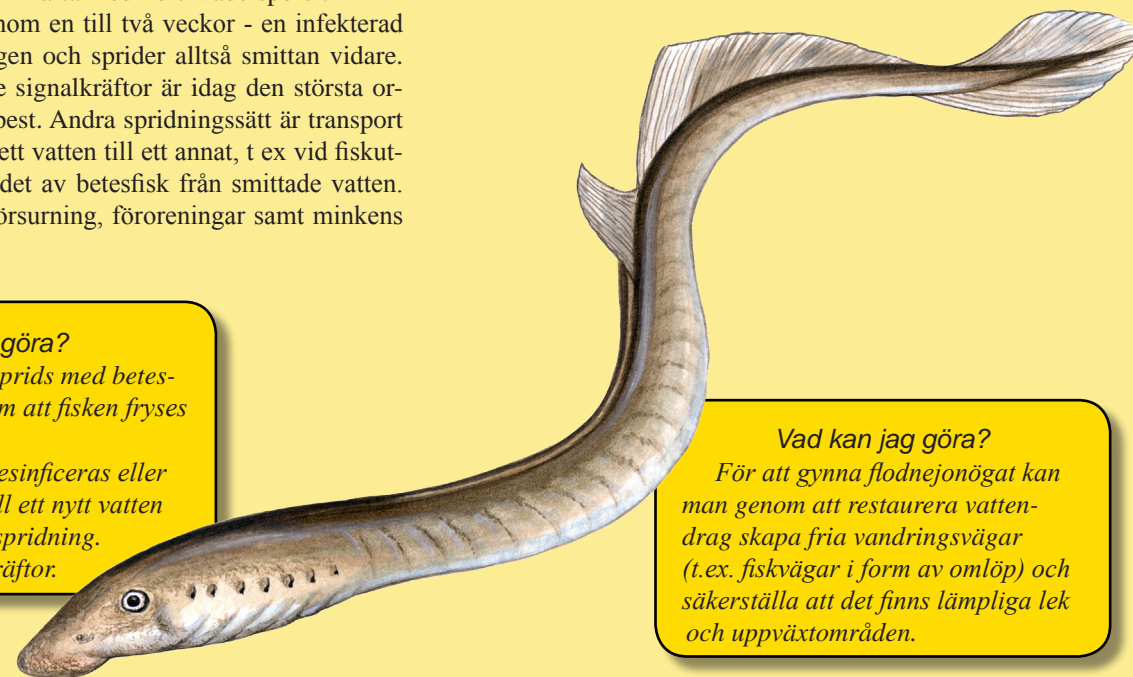 nom en till två veckor - en infekterad
gen och sprider alltså smittan vidare.
e signalkräftor är idag den största or-
pest. Andra spridningssätt är transport
ett vatten till ett annat, t ex vid fiskut-
det av betesfisk från smittade vatten.
örsurning, föroreningar samt minkens
göra?
prids med betes-
m att fisken fryses
esinficeras eller
ll ett nytt vatten
spridning.
räftor.
Vad kan jag göra?
För att gynna flodnejonögat kan
man genom att restaurera vatten-
drag skapa fria vandringsvägar
(t.ex. fiskvägar i form av omlöp) och
säkerställa att det finns lämpliga lek
och uppväxtområden.